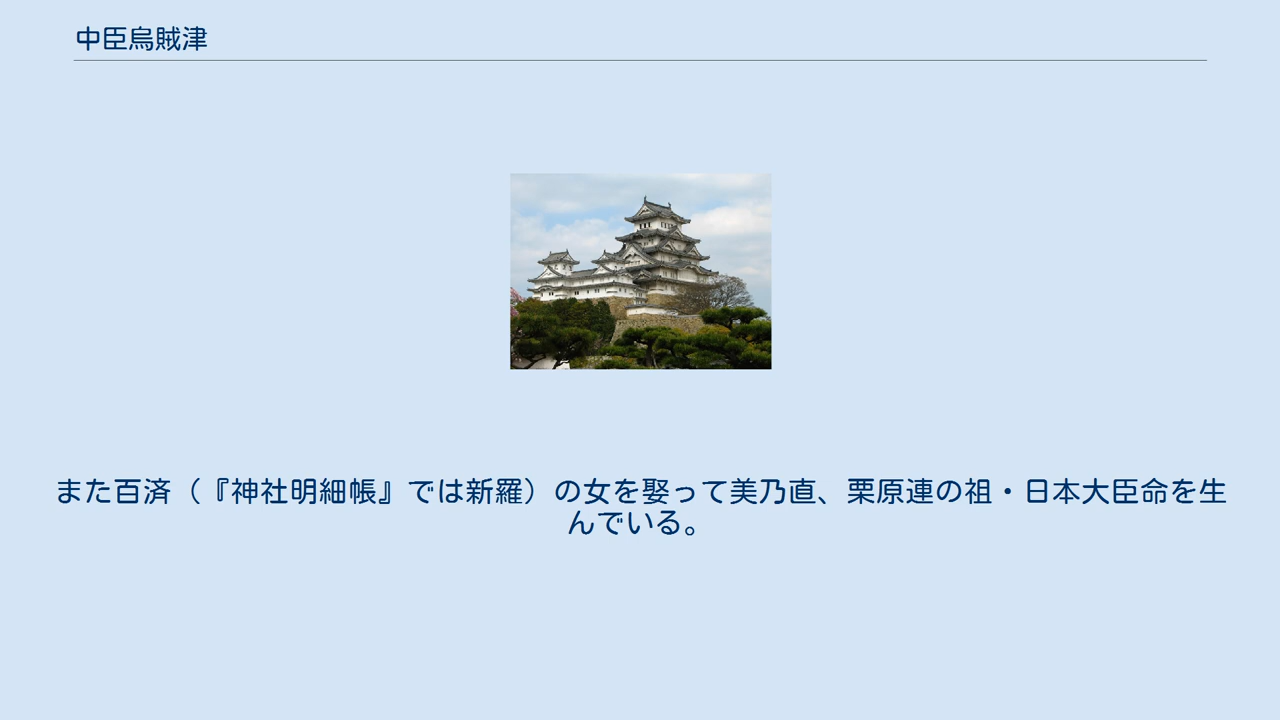 中臣烏賊津
また百済（『神社明細帳』では新羅）の女を娶って美乃直、栗原連の祖・日本大臣命を生
んでいる。